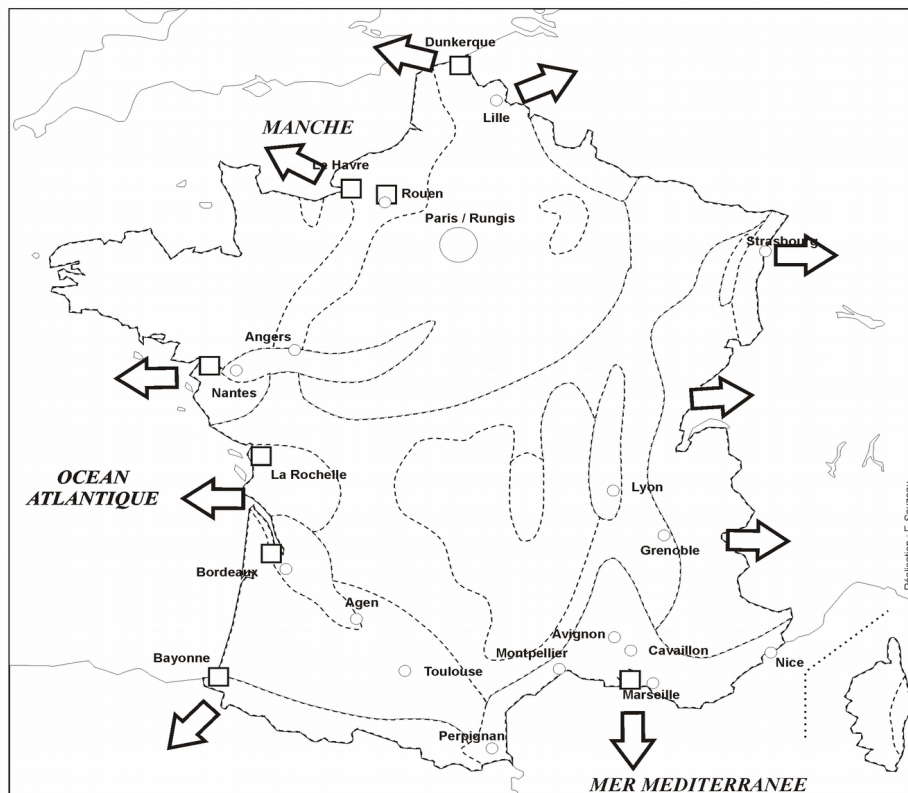 Dunkerque
Lille
MANCHE
Le Havre
Rouen
Paris / Rungis
Strasbourg
Angers
Nantes
La Rochelle
OCEAN
ATLANTIQUE
Lyon
Grenoble
Bordeaux
Agen
Avignon
Cavaillon
Montpellier
Bayonne
Toulouse
Nice
Marseille
Perpignan
MER MEDITERRANEE
Réalisation :